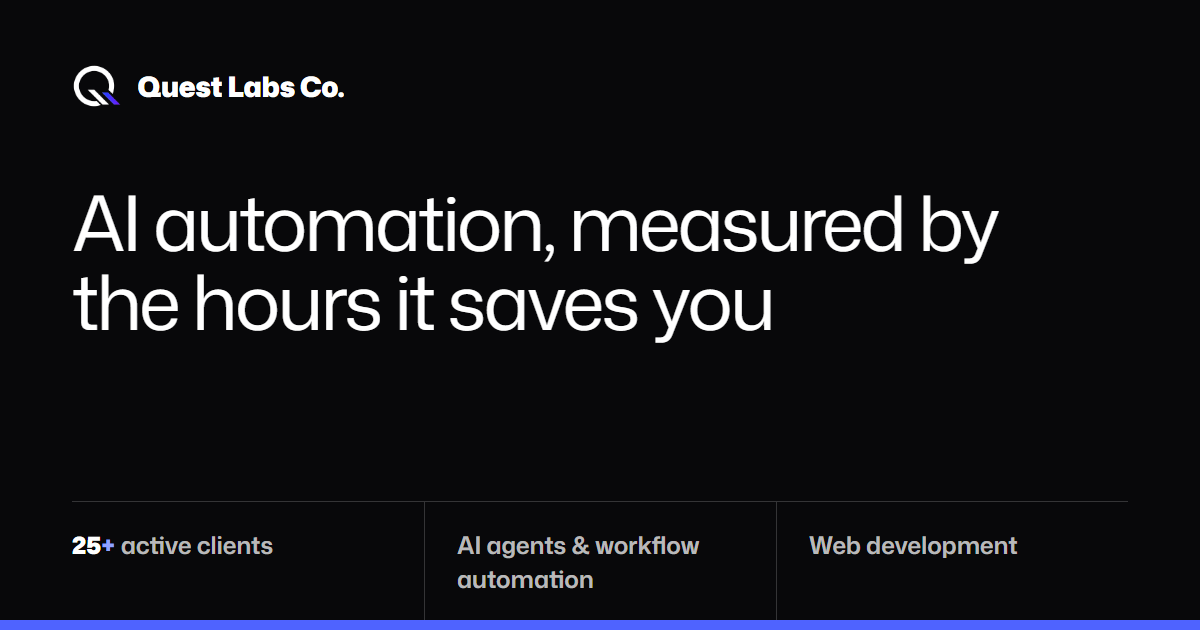 Quest Labs Co.
AI automation, measured by
the hours it saves you
25+ active clients
AI agents & workflow
automation
Web development